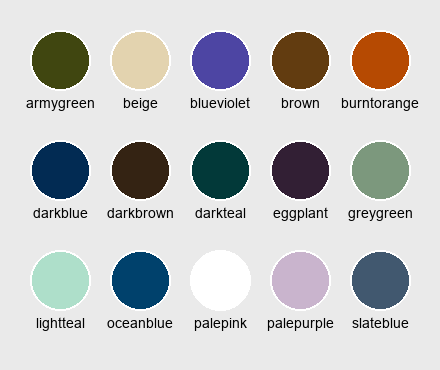 armygreen beige blueviolet brown burntorange
darkblue darkbrown darkteal eggplant greygreen
lightteal oceanblue palepink palepurple slateblue